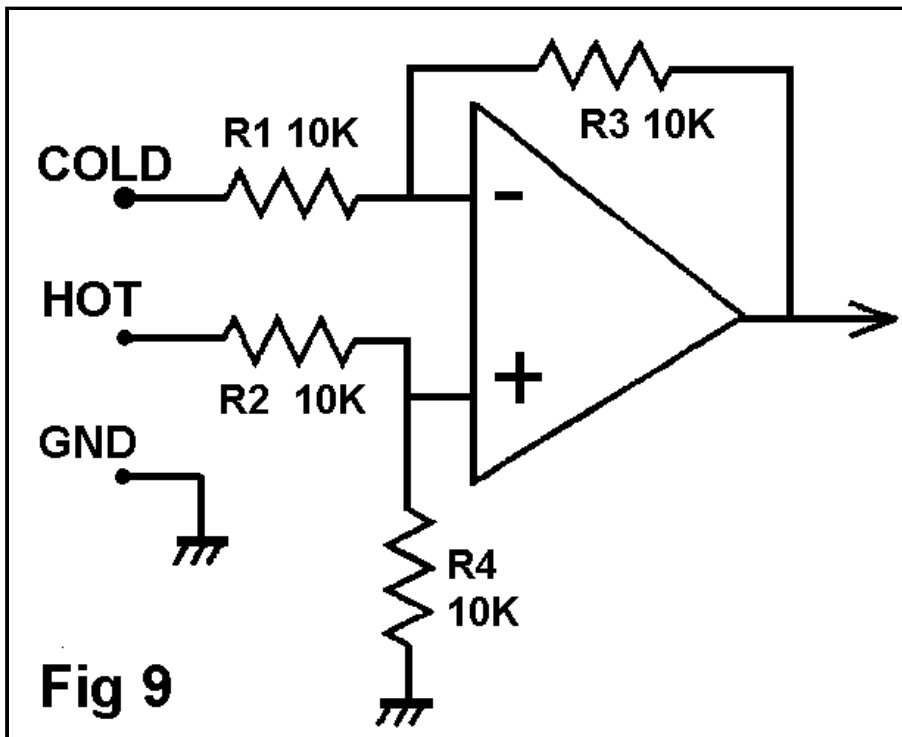 R3 10K
R1 10K
COLD
-
HOT
R2 10K
+
GND
R4
10K
Fig 9